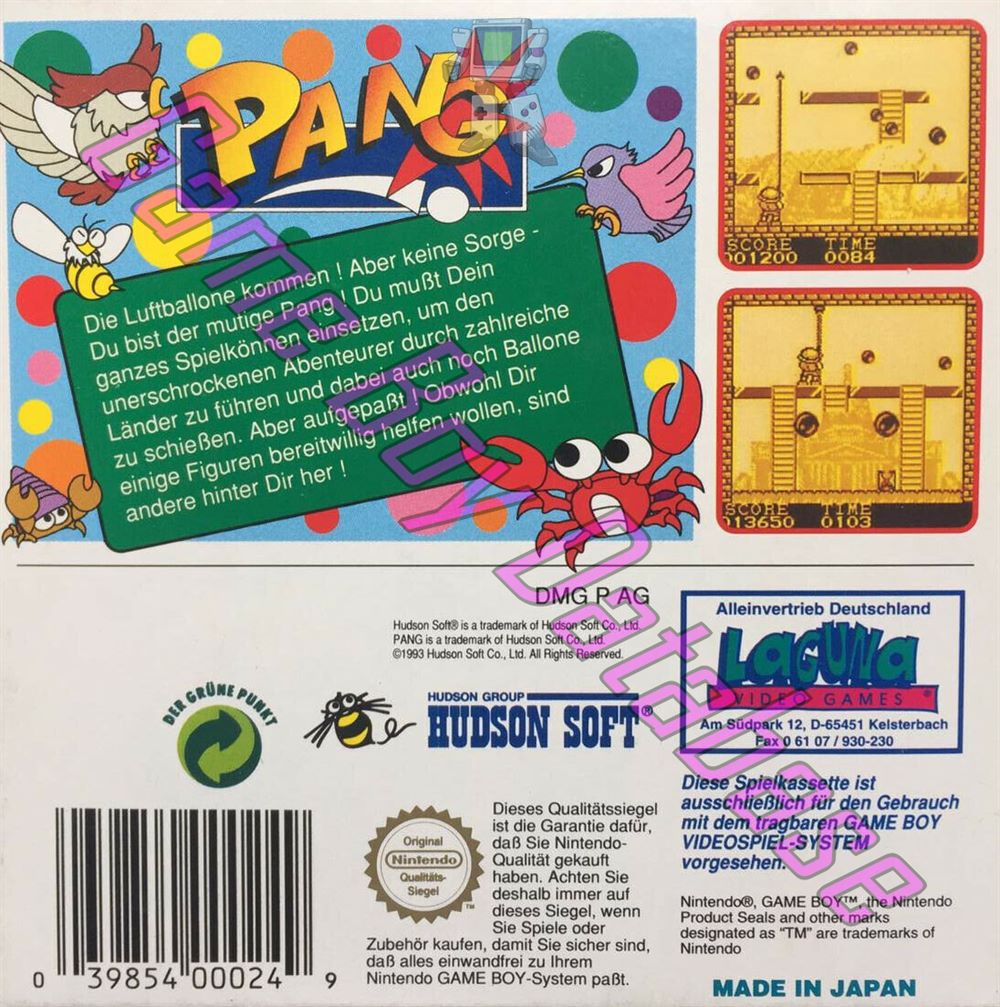 PANG
Die Luftballone kommen ! Aber keine Sorge -
Du bist der mutige Pang ! Du mußt Dein
ganzes Spielkönnen einsetzen, um den
unerschrockenen Abenteurer durch zahlreiche
Länder zu führen und dabei auch noch Ballone
zu schießen. Aber aufgepaßt ! Obwohl Dir
einige Figuren bereitwillig helfen wollen, sind
andere hinter Dir her !
SCORE TIME
001200 0084
SCORE TIME
013650 0103
Game Boy Database
DMG P AG
Hudson Soft® is a trademark of Hudson Soft Co., Ltd.
PANG is a trademark of Hudson Soft Co., Ltd.
©1993 Hudson Soft Co., Ltd. All Rights Reserved.
DER GRÜNE PUNKT
HUDSON GROUP
HUDSON SOFT®
Alleinvertrieb Deutschland
LAGUNA
VIDEO GAMES ®
Am Südpark 12, D-65451 Kelsterbach
Fax 0 61 07 / 930-230
Diese Spielkassette ist
ausschließlich für den Gebrauch
mit dem tragbaren GAME BOY
VIDEOSPIEL-SYSTEM
vorgesehen.
Nintendo®, GAME BOY™, the Nintendo
Product Seals and other marks
designated as “TM” are trademarks of
Nintendo
MADE IN JAPAN
Original
Nintendo
Qualitäts-
Siegel
TM
Dieses Qualitätssiegel
ist die Garantie dafür,
daß Sie Nintendo-
Qualität gekauft
haben. Achten Sie
deshalb immer auf
dieses Siegel, wenn
Sie Spiele oder
Zubehör kaufen, damit Sie sicher sind,
daß alles einwandfrei zu Ihrem
Nintendo GAME BOY-System paßt.
0 39854 00024 9